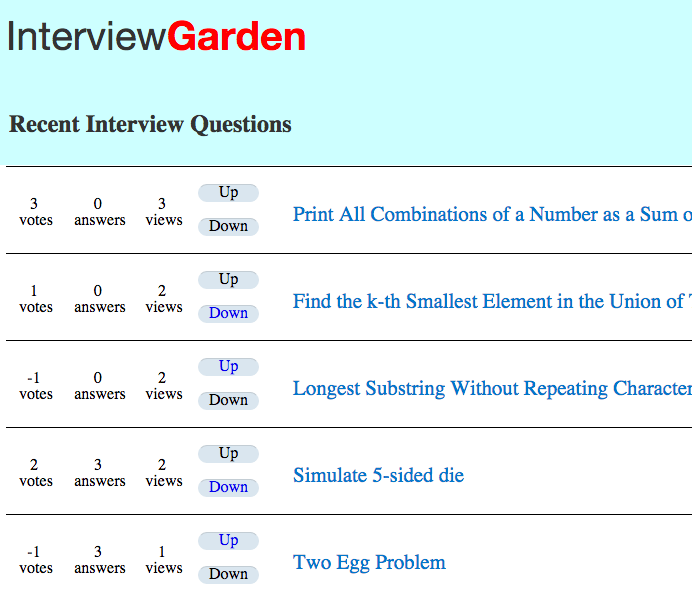 InterviewGarden
Recent Interview Questions
3 votes 0 answers 3 views Up Down Print All Combinations of a Number as a Sum o
1 votes 0 answers 2 views Up Down Find the k-th Smallest Element in the Union of
-1 votes 0 answers 2 views Up Down Longest Substring Without Repeating Character
2 votes 3 answers 2 views Up Down Simulate 5-sided die
-1 votes 3 answers 1 views Up Down Two Egg Problem